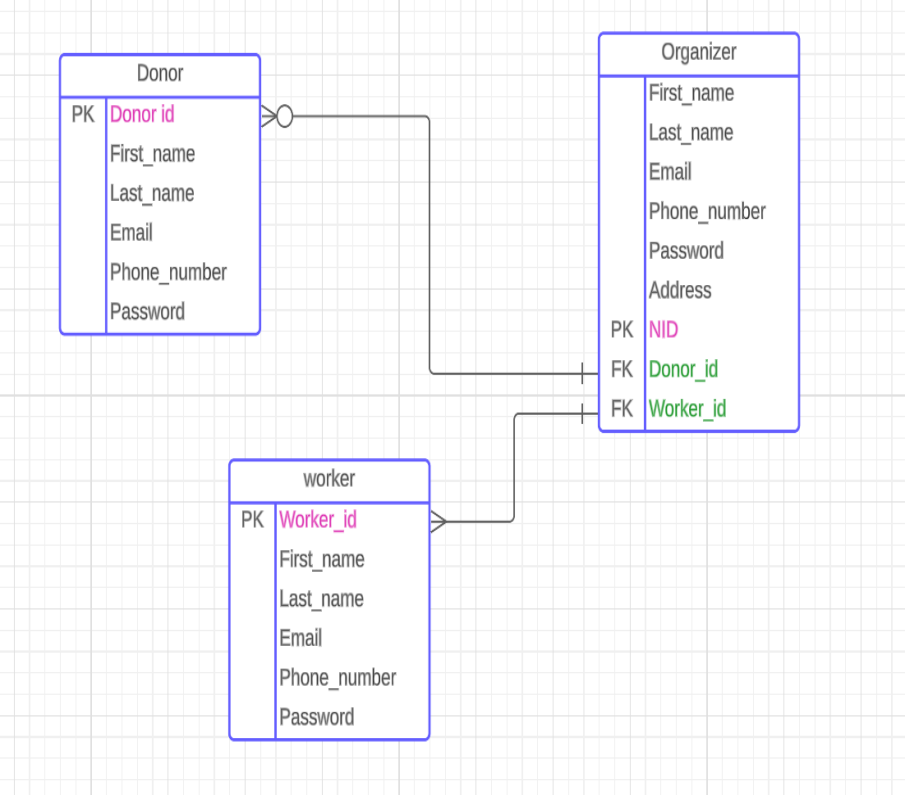 Donor
PK Donor id
First_name
Last_name
Email
Phone_number
Password
Organizer
First_name
Last_name
Email
Phone_number
Password
Address
PK NID
FK Donor_id
FK Worker_id
worker
PK Worker_id
First_name
Last_name
Email
Phone_number
Password